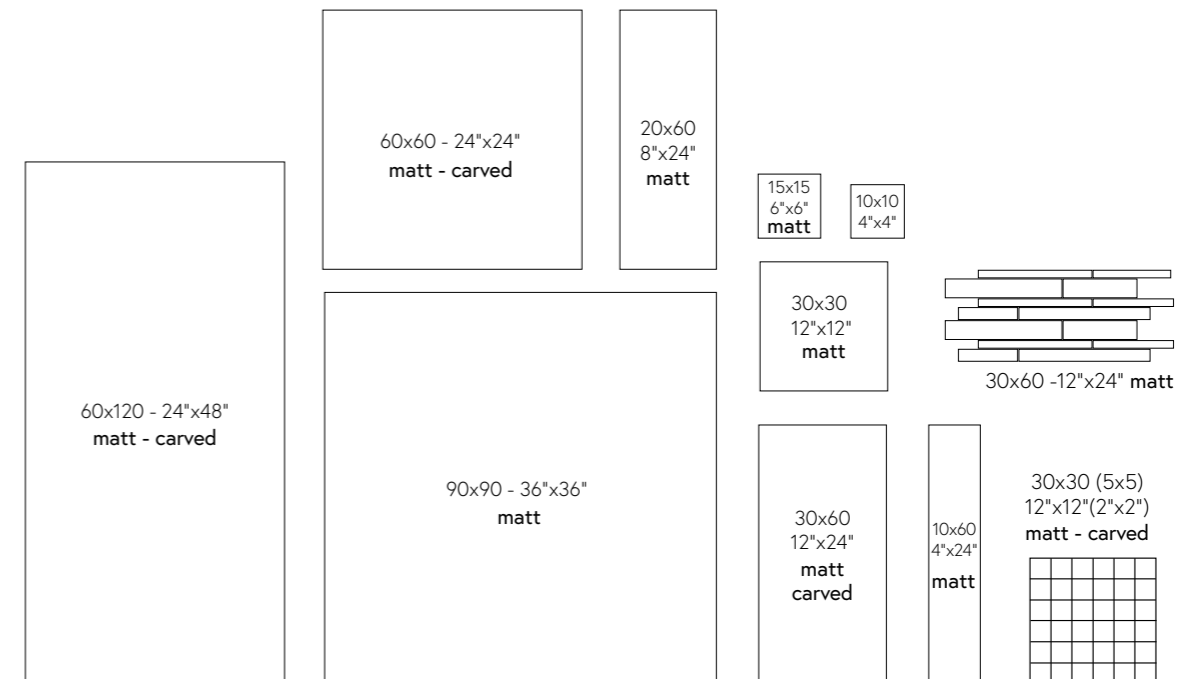 60x60 - 24"x24"
matt - carved
20x60
8"x24"
matt
15x15
6"x6"
matt
10x10
4"x4"
30x30
12"x12"
matt
30x60 -12"x24" matt
60x120 - 24"x48"
matt - carved
90x90 - 36"x36"
matt
30x60
12"x24"
matt
carved
10x60
4"x24"
matt
30x30 (5x5)
12"x12"(2"x2")
matt - carved